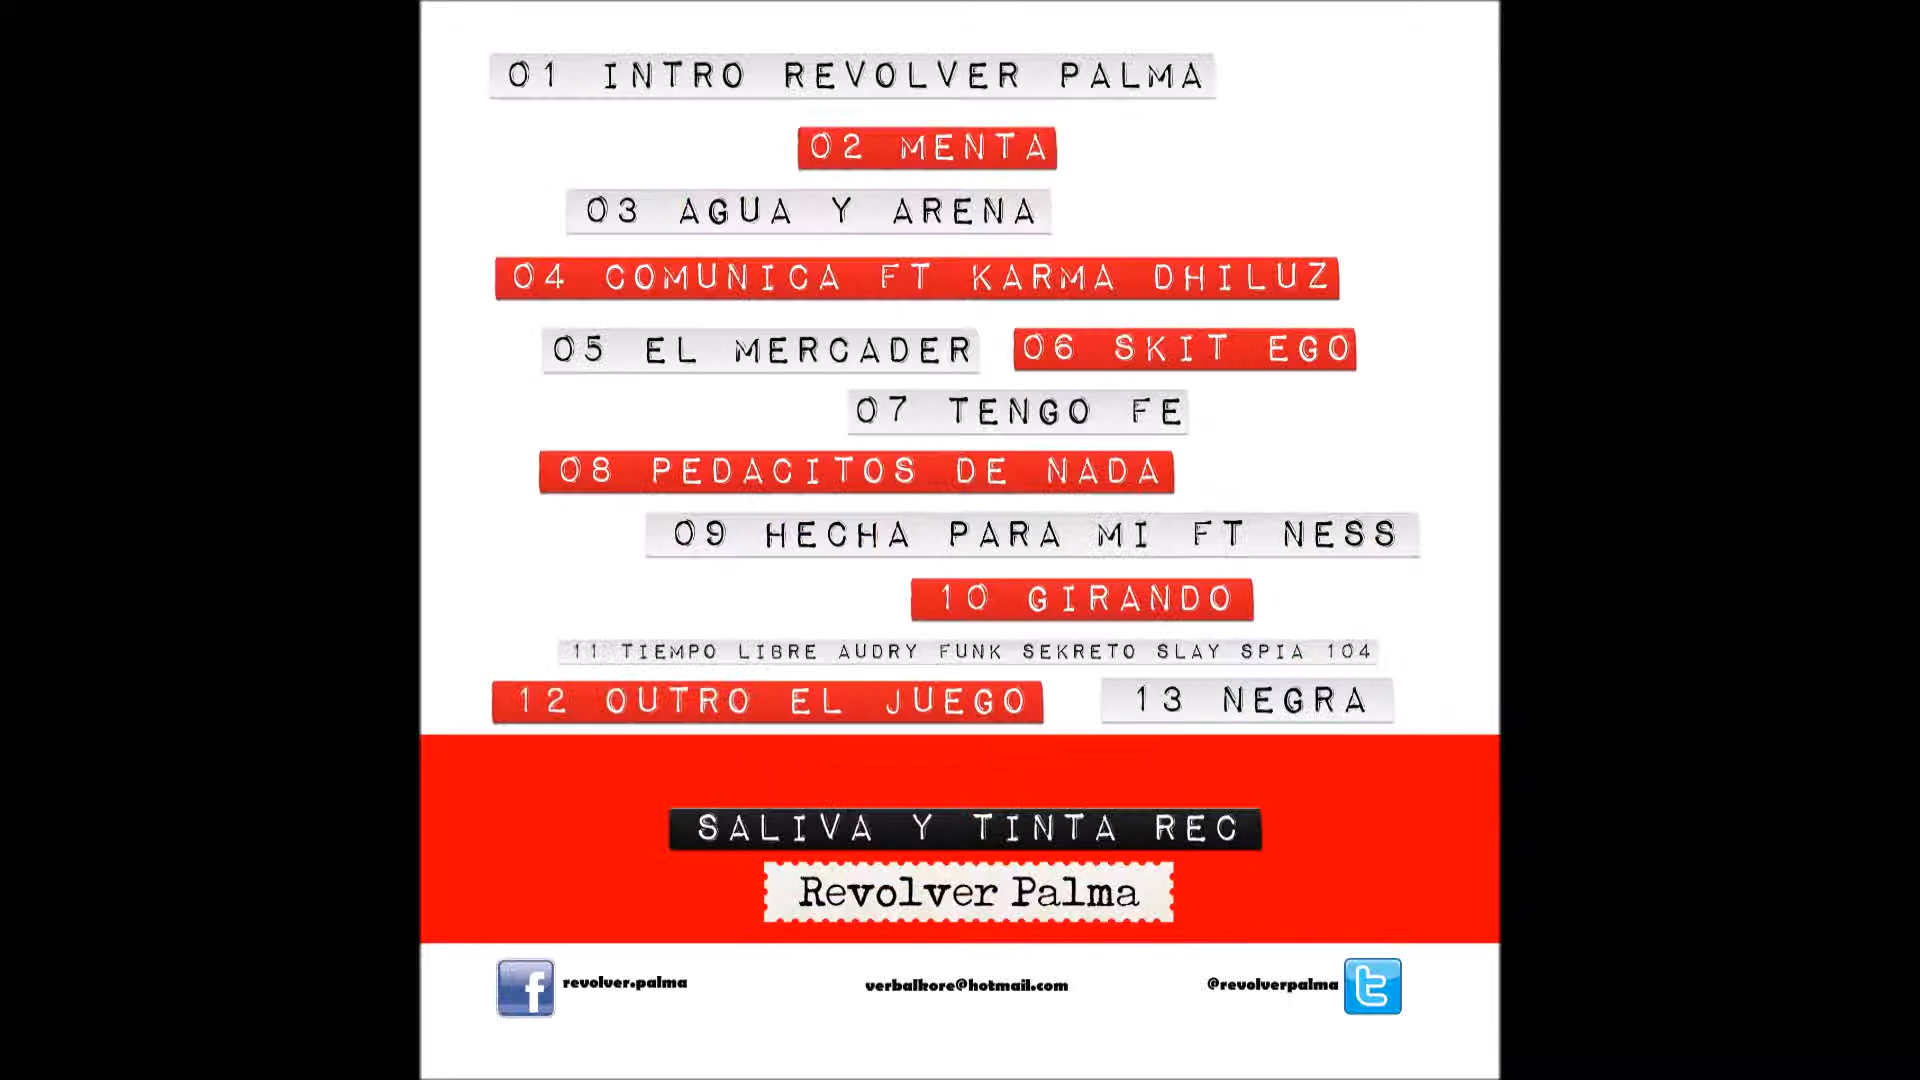 01 INTRO REVOLVER PALMA
02 MENTA
03 AGUA Y ARENA
04 COMUNICA FT KARMA DHILUZ
05 EL MERCADER
06 SKIT EGO
07 TENGO FE
08 PEDACITOS DE NADA
09 HECHA PARA MI FT NESS
10 GIRANDO
11 TIEMPO LIBRE AUDRY FUNK SEKRETO SLAY SPIA 104
12 OUTRO EL JUEGO
13 NEGRA
SALIVA Y TINTA REC
Revolver Palma
f revolver.palma
verbalkore@hotmail.com
@revolverpalma t